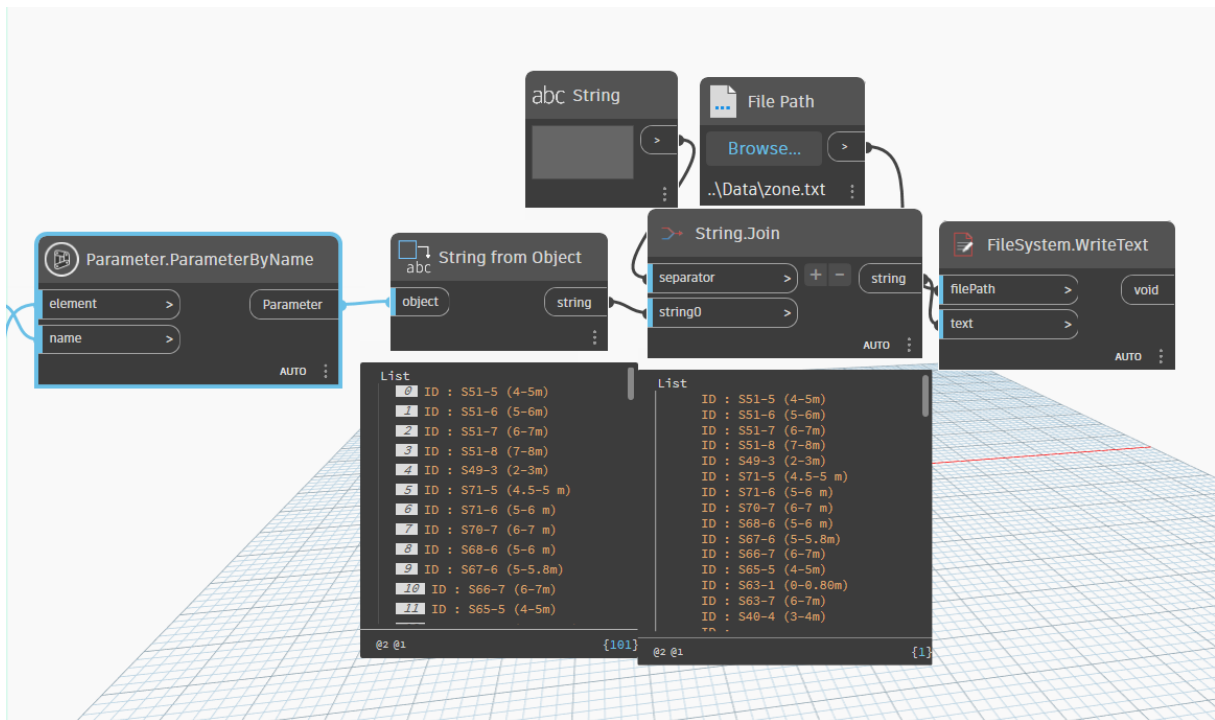 abc String
>
File Path
Browse...
>
..\Data\zone.txt
Parameter.ParameterByName
element >
Parameter
name >
AUTO
abc
String from Object
object
string
String.Join
separator >
+ -
string
string0 >
AUTO
FileSystem.WriteText
filePath >
void
text >
AUTO
List
0 ID : S51-5 (4-5m)
1 ID : S51-6 (5-6m)
2 ID : S51-7 (6-7m)
3 ID : S51-8 (7-8m)
4 ID : S49-3 (2-3m)
5 ID : S71-5 (4.5-5 m)
6 ID : S71-6 (5-6 m)
7 ID : S70-7 (6-7 m)
8 ID : S68-6 (5-6 m)
9 ID : S67-6 (5-5.8m)
10 ID : S66-7 (6-7m)
11 ID : S65-5 (4-5m)
@2 @1
{101}
List
ID : S51-5 (4-5m)
ID : S51-6 (5-6m)
ID : S51-7 (6-7m)
ID : S51-8 (7-8m)
ID : S49-3 (2-3m)
ID : S71-5 (4.5-5 m)
ID : S71-6 (5-6 m)
ID : S70-7 (6-7 m)
ID : S68-6 (5-6 m)
ID : S67-6 (5-5.8m)
ID : S66-7 (6-7m)
ID : S65-5 (4-5m)
ID : S63-1 (0-0.80m)
ID : S63-7 (6-7m)
ID : S40-4 (3-4m)
@2 @1
{1}